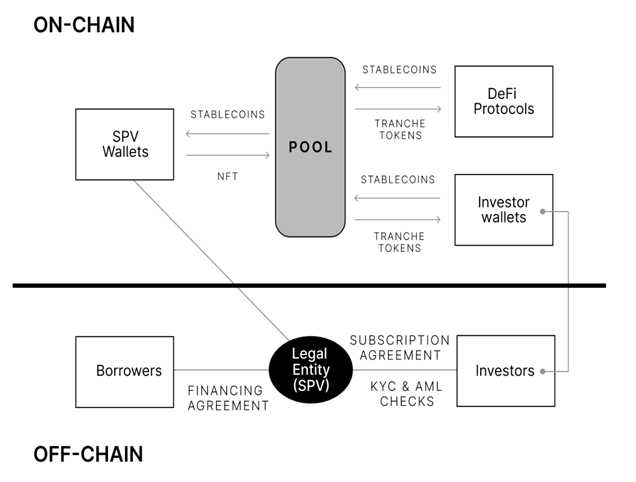 ON-CHAIN
STABLECOINS
DeFi
Protocols
TRANCHE
TOKENS
STABLECOINS
SPV
Wallets
NFT
POOL
STABLECOINS
Investor
wallets
TRANCHE
TOKENS
Borrowers
FINANCING
AGREEMENT
Legal
Entity
(SPV)
SUBSCRIPTION
AGREEMENT
KYC & AML
CHECKS
Investors
OFF-CHAIN